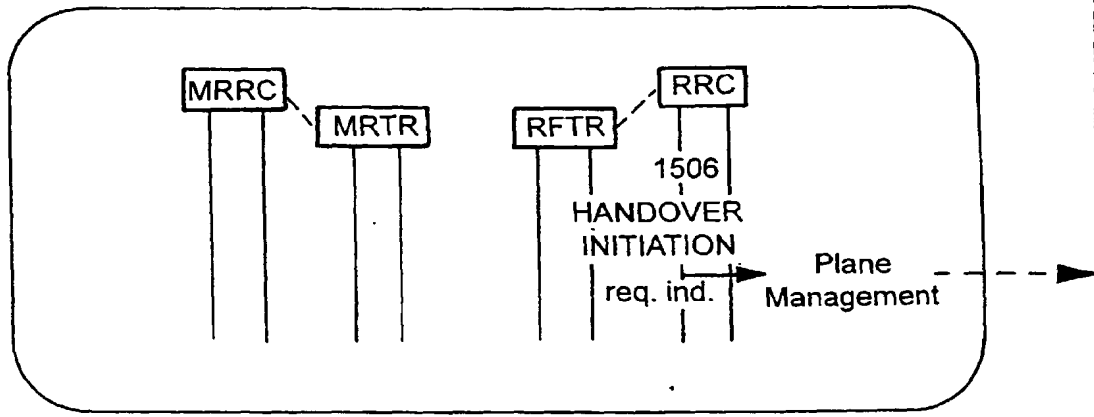 MRRC
RRC
MRTR
RFTR
1506
HANDOVER
INITIATION
req. ind.
Plane
Management